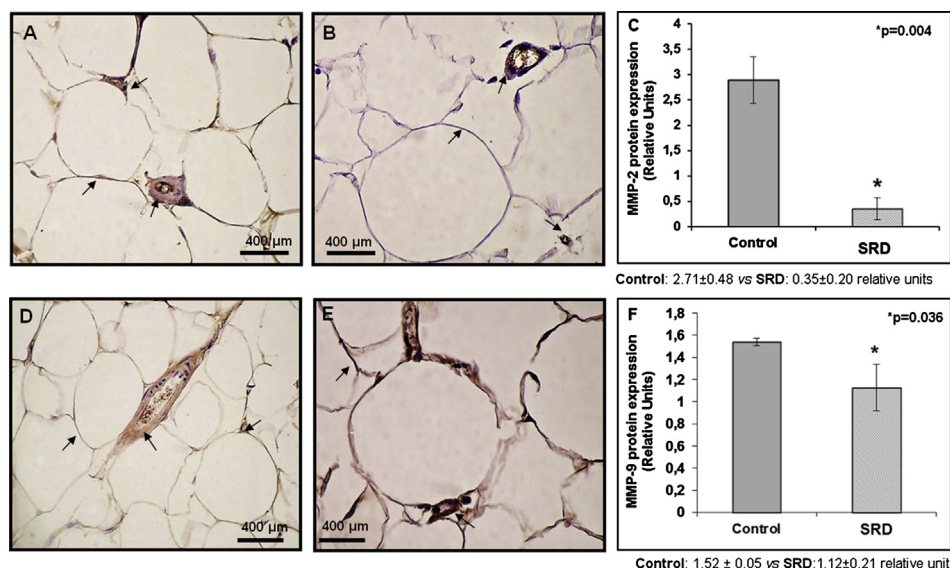 A
400 µm
B
400 µm
C
*p=0.004
MMP-2 protein expression
(Relative Units)
4
3,5
3
2,5
2
1,5
1
0,5
0
*
Control
SRD
Control: 2.71±0.48 vs SRD: 0.35±0.20 relative units
D
400 µm
E
400 µm
F
*p=0.036
MMP-9 protein expression
(Relative Units)
1,8
1,6
1,4
1,2
1
0,8
0,6
0,4
0,2
0
*
Control
SRD
Control: 1.52 ± 0.05 vs SRD:1.12±0.21 relative unit